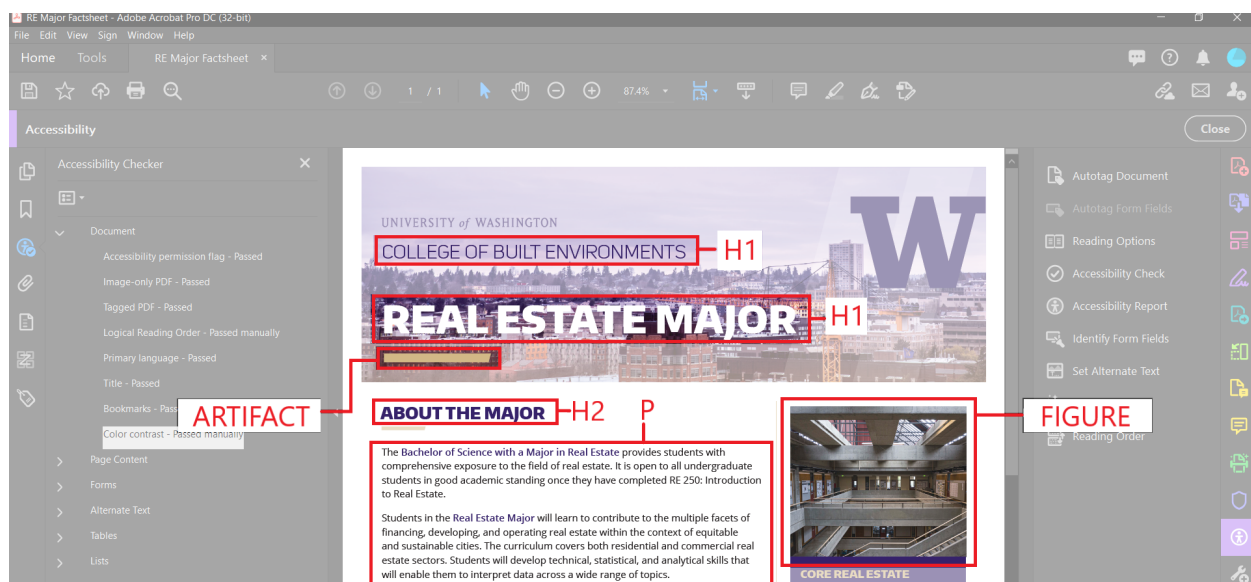 RE Major Factsheet - Adobe Acrobat Pro DC (32-bit)
File Edit View Sign Window Help
Home Tools RE Major Factsheet ×
1 / 1 87.4%
Accessibility
Close
Accessibility Checker
Document
Accessibility permission flag - Passed
Image-only PDF - Passed
Tagged PDF - Passed
Logical Reading Order - Passed manually
Primary language - Passed
Title - Passed
Bookmarks - Pass
Color contrast - Passed manually
Page Content
Forms
Alternate Text
Tables
Lists
ARTIFACT
UNIVERSITY of WASHINGTON
W
COLLEGE OF BUILT ENVIRONMENTS
H1
REAL ESTATE MAJOR
H1
ABOUT THE MAJOR
H2
P
The Bachelor of Science with a Major in Real Estate provides students with
comprehensive exposure to the field of real estate. It is open to all undergraduate
students in good academic standing once they have completed RE 250: Introduction
to Real Estate.
Students in the Real Estate Major will learn to contribute to the multiple facets of
financing, developing, and operating real estate within the context of equitable
and sustainable cities. The curriculum covers both residential and commercial real
estate sectors. Students will develop technical, statistical, and analytical skills that
will enable them to interpret data across a wide range of topics.
CORE REAL ESTATE
FIGURE
Autotag Document
Autotag Form Fields
Reading Options
Accessibility Check
Accessibility Report
Identify Form Fields
Set Alternate Text
Reading Order